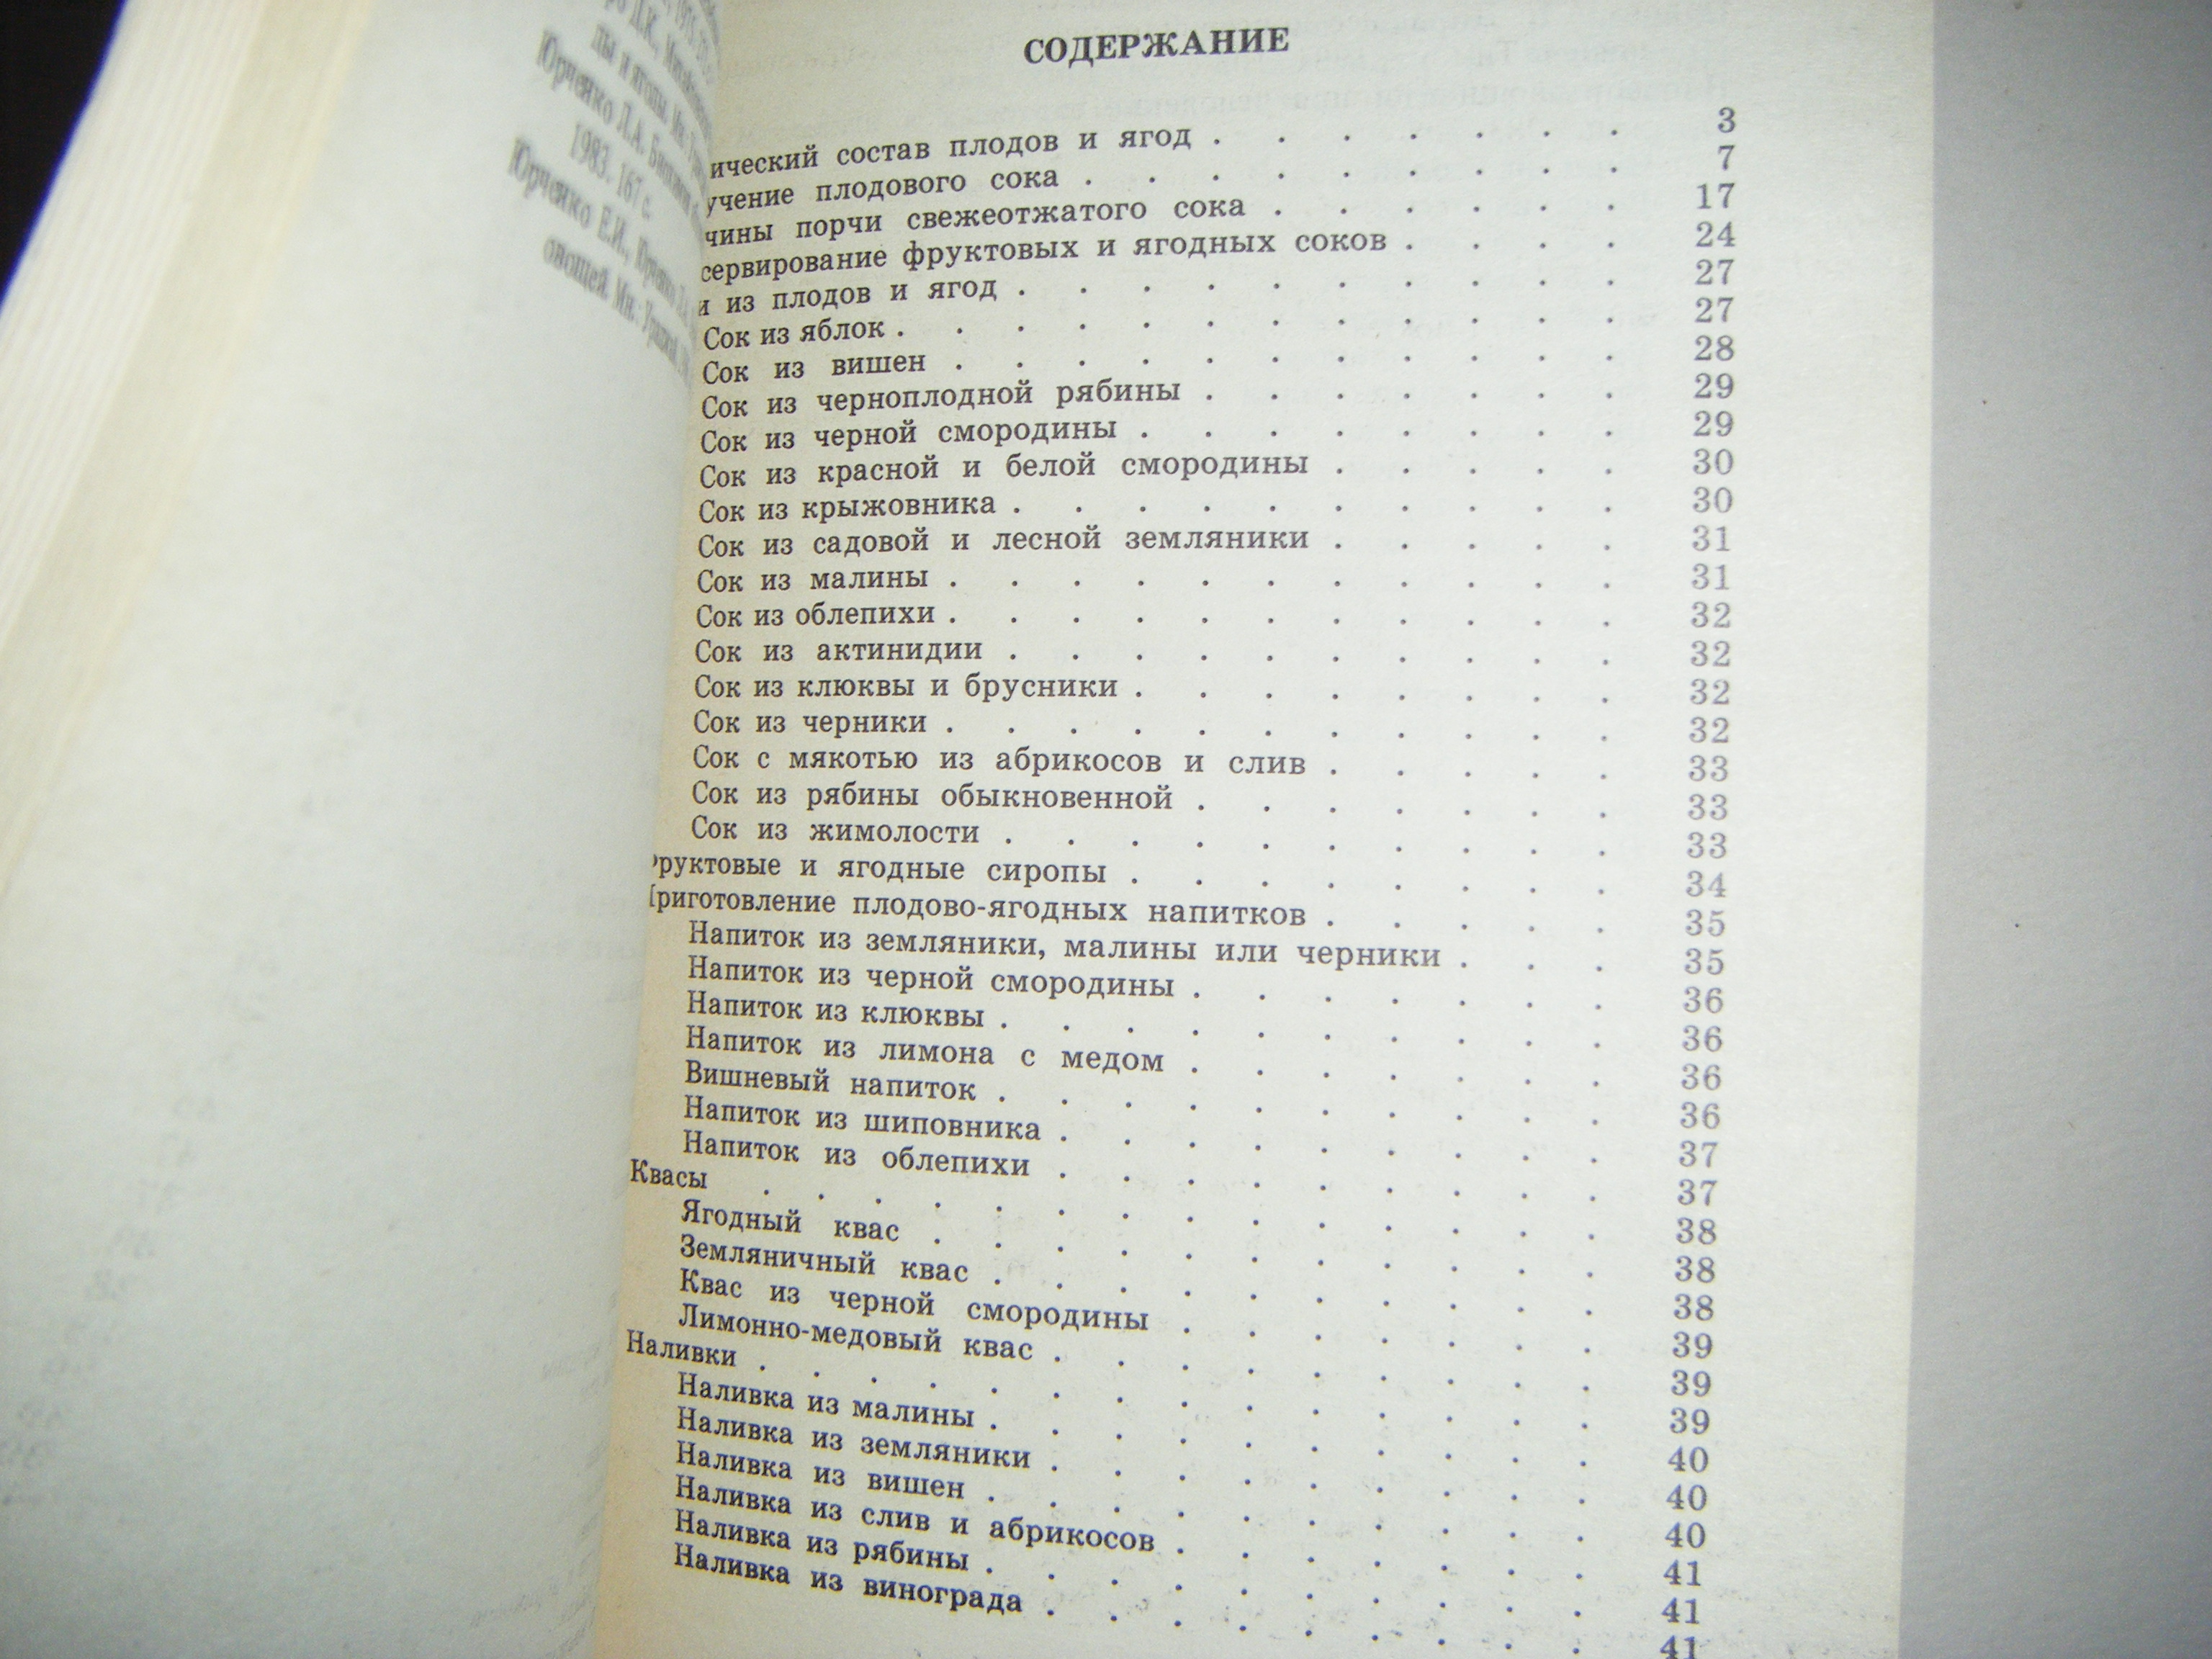 Юрченко Л.А.
1983. 167 с.
Юрченко Е.И.,
овощей. Мн.:
СОДЕРЖАНИЕ
ический состав плодов и ягод . . . . . . . 3
учение плодового сока . . . . . . . . . 7
чины порчи свежеотжатого сока . . . . . . 17
сервирование фруктовых и ягодных соков . . . . 24
и из плодов и ягод . . . . . . . . . . 27
Сок из яблок . . . . . . . . . . . . 27
Сок из вишен . . . . . . . . . . . 28
Сок из черноплодной рябины . . . . . . . 29
Сок из черной смородины . . . . . . . . 29
Сок из красной и белой смородины . . . . . 30
Сок из крыжовника . . . . . . . . . . 30
Сок из садовой и лесной земляники . . . . . 31
Сок из малины . . . . . . . . . . . 31
Сок из облепихи . . . . . . . . . . . 32
Сок из актинидии . . . . . . . . . . 32
Сок из клюквы и брусники . . . . . . . . 32
Сок из черники . . . . . . . . . . . 32
Сок с мякотью из абрикосов и слив . . . . . 33
Сок из рябины обыкновенной . . . . . . . 33
Сок из жимолости . . . . . . . . . . 33
Фруктовые и ягодные сиропы . . . . . . . . 34
Приготовление плодово-ягодных напитков . . . . . 35
Напиток из земляники, малины или черники . . . 35
Напиток из черной смородины . . . . . . . 36
Напиток из клюквы . . . . . . . . . . 36
Напиток из лимона с медом . . . . . . . 36
Вишневый напиток . . . . . . . . . . 36
Напиток из шиповника . . . . . . . . . 37
Напиток из облепихи . . . . . . . . . 37
Квасы . . . . . . . . . . . . . . 38
Ягодный квас . . . . . . . . . . . 38
Земляничный квас . . . . . . . . . . 38
Квас из черной смородины . . . . . . . 39
Лимонно-медовый квас . . . . . . . . . 39
Наливки . . . . . . . . . . . . . . 39
Наливка из малины . . . . . . . . . . 40
Наливка из земляники . . . . . . . . . 40
Наливка из вишен . . . . . . . . . . 40
Наливка из слив и абрикосов . . . . . . . 41
Наливка из рябины . . . . . . . . . . 41
Наливка из винограда . . . . . . . . . 41